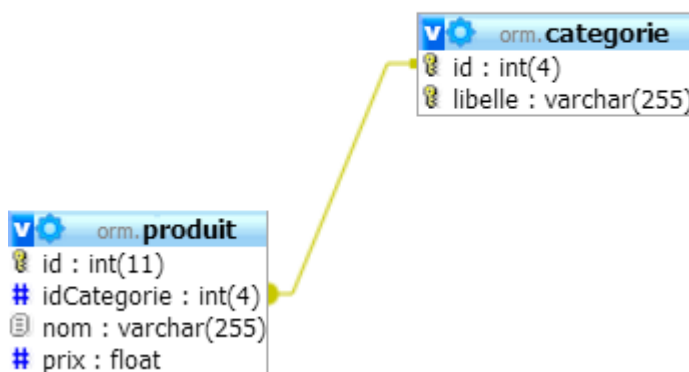 v orm.categorie
id : int(4)
libelle : varchar(255)
v orm.produit
id : int(11)
# idCategorie : int(4)
nom : varchar(255)
# prix : float